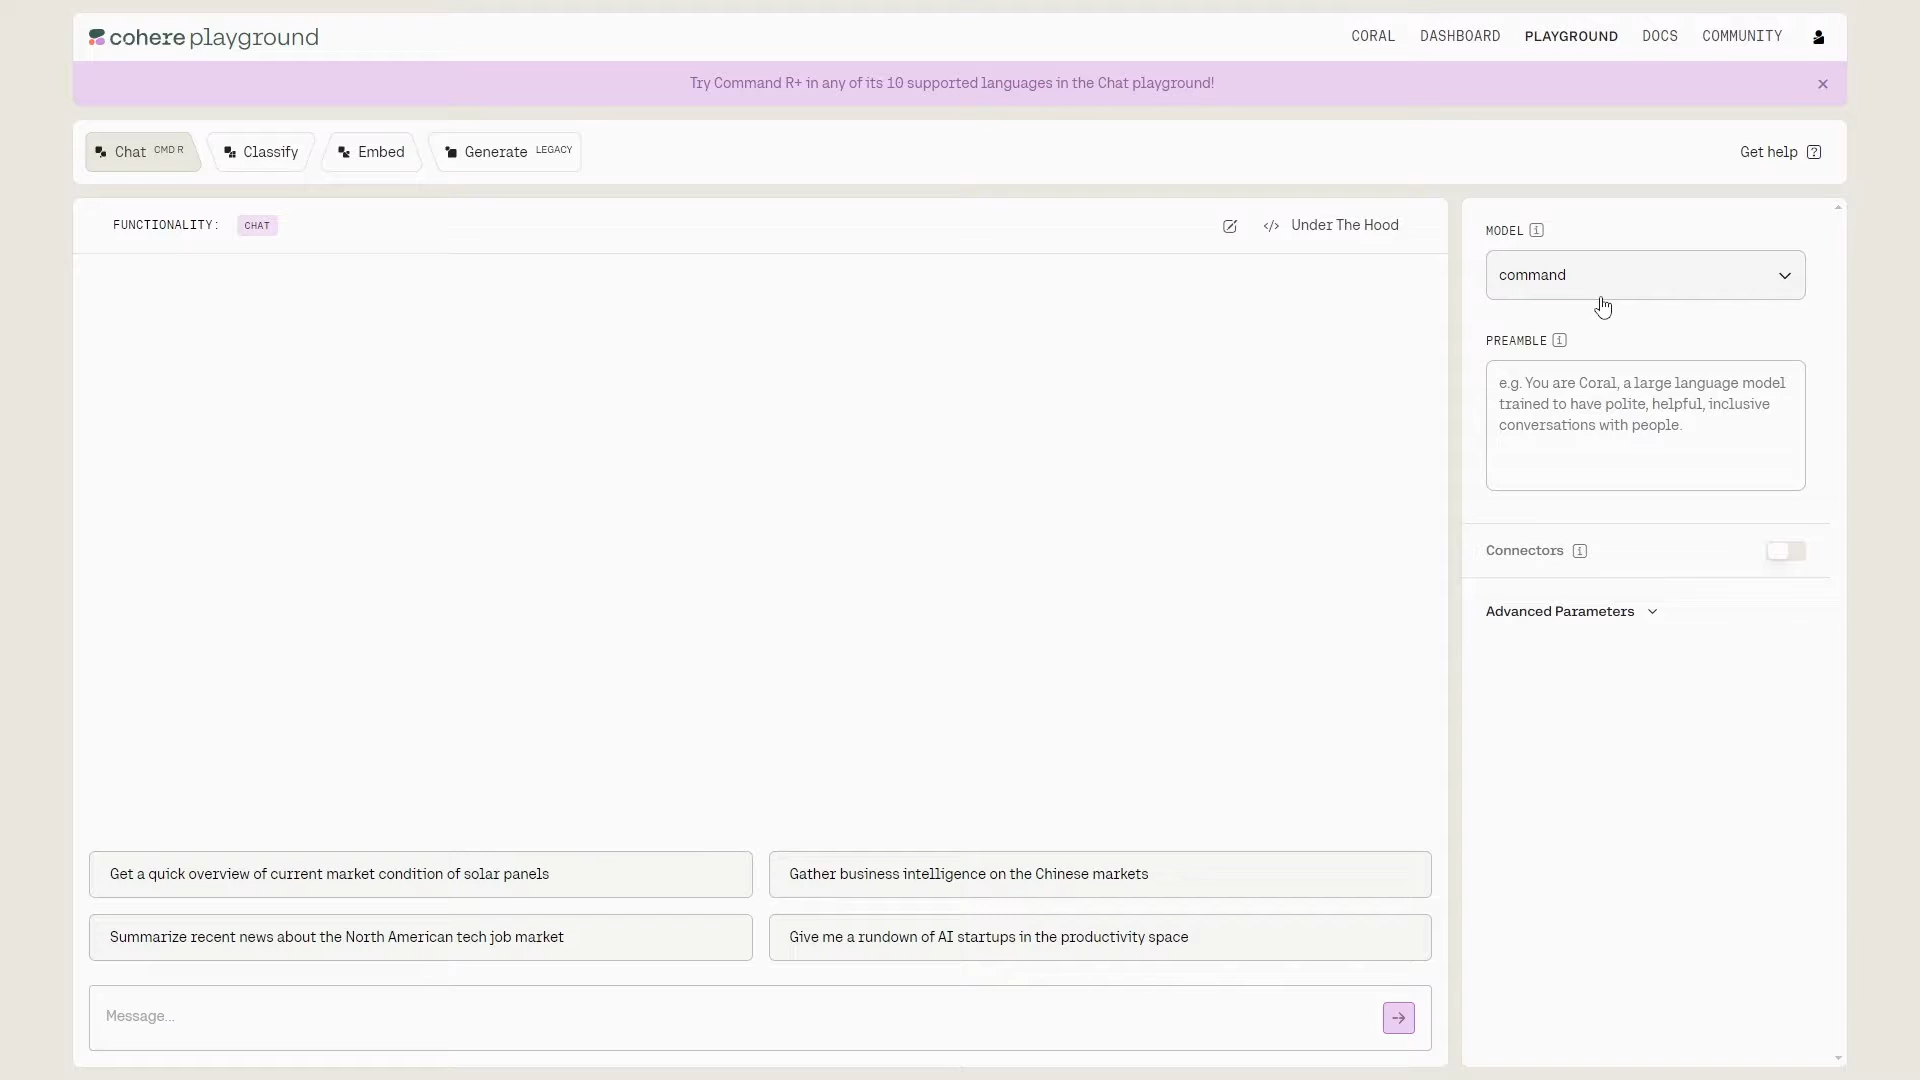 cohere playground
CORAL DASHBOARD PLAYGROUND DOCS COMMUNITY
Try Command R+ in any of its 10 supported languages in the Chat playground!
Chat CMD R Classify Embed Generate LEGACY
Get help ?
FUNCTIONALITY: CHAT
</> Under The Hood
MODEL i
command
PREAMBLE i
e.g. You are Coral, a large language model
trained to have polite, helpful, inclusive
conversations with people.
Connectors i
Advanced Parameters
Get a quick overview of current market condition of solar panels
Gather business intelligence on the Chinese markets
Summarize recent news about the North American tech job market
Give me a rundown of AI startups in the productivity space
Message...